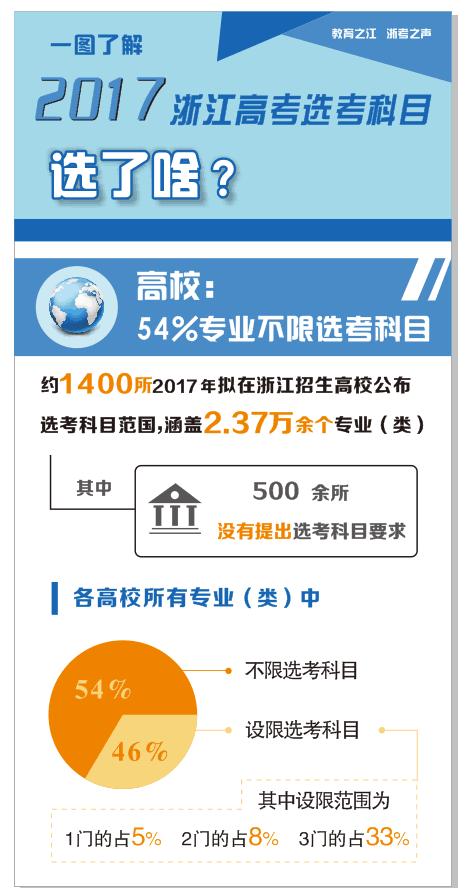 教育之江 浙考之声
一图了解
2017浙江高考选考科目
选了啥?
高校:
54%专业不限选考科目
约1400所2017年拟在浙江招生高校公布
选考科目范围,涵盖2.37万余个专业(类)
其中
500 余所
没有提出选考科目要求
各高校所有专业(类)中
54%
不限选考科目
46%
设限选考科目
其中设限范围为
1门的占5% 2门的占8% 3门的占33%